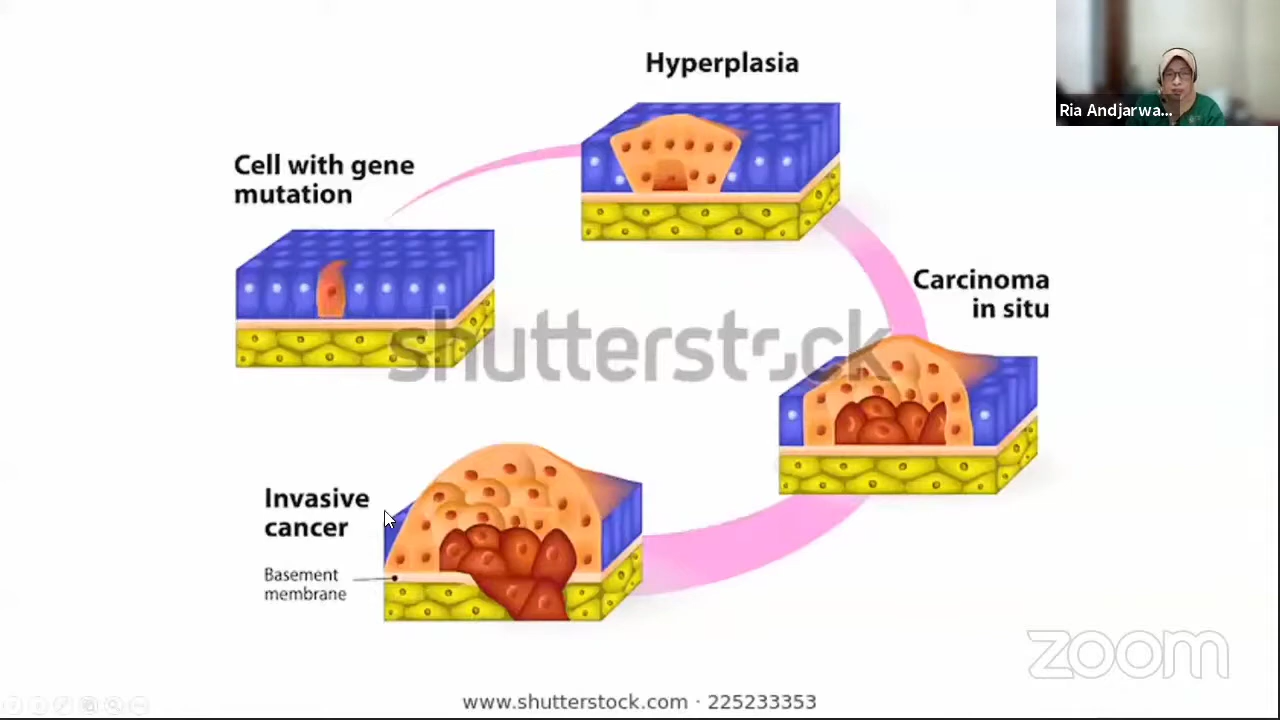 Hyperplasia
Ria Andjarwa...
Cell with gene
mutation
Carcinoma
in situ
shutterstock
Invasive
cancer
Basement
membrane
zoom
www.shutterstock.com · 225233353